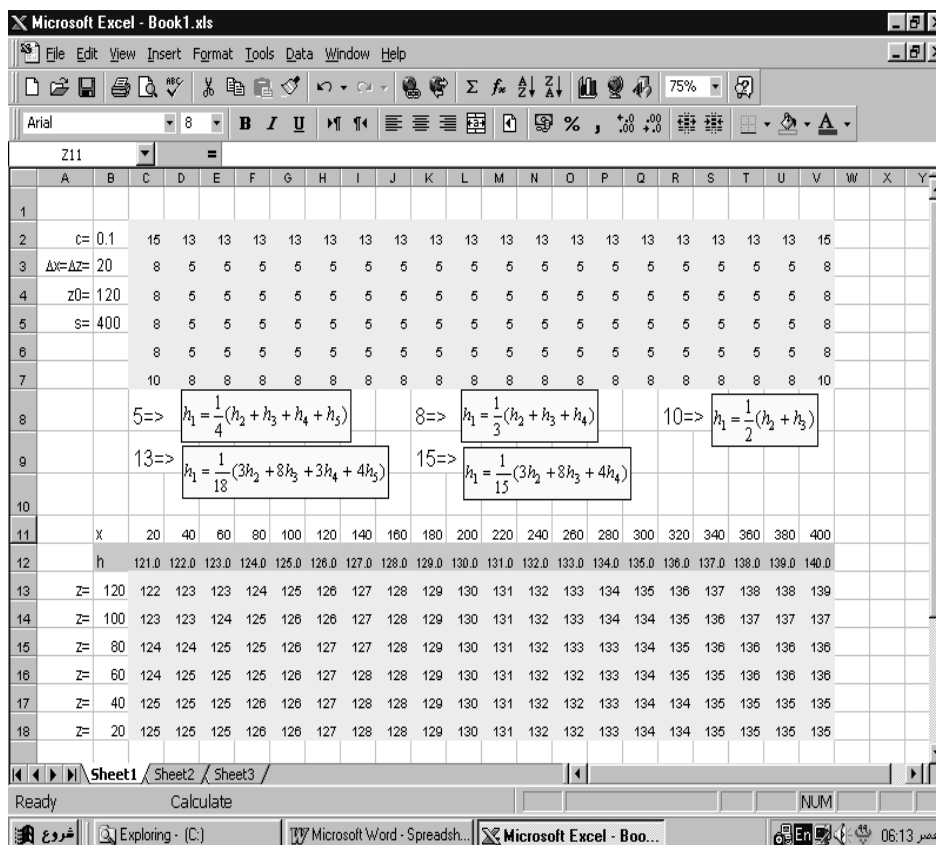 Microsoft Excel - Book1.xls
File Edit View Insert Format Tools Data Window Help
75%
Arial 8 B I U
Z11 =
A B C D E F G H I J K L M N O P Q R S T U V W X Y
1
2 c= 0.1 15 13 13 13 13 13 13 13 13 13 13 13 13 13 13 13 13 13 13 15
3 Δx=Δz= 20 8 5 5 5 5 5 5 5 5 5 5 5 5 5 5 5 5 5 5 8
4 z0= 120 8 5 5 5 5 5 5 5 5 5 5 5 5 5 5 5 5 5 5 8
5 s= 400 8 5 5 5 5 5 5 5 5 5 5 5 5 5 5 5 5 5 5 8
6 8 5 5 5 5 5 5 5 5 5 5 5 5 5 5 5 5 5 5 8
7 10 8 8 8 8 8 8 8 8 8 8 8 8 8 8 8 8 8 8 10
8 5=> h₁ = 1/4(h₂ + h₃ + h₄ + h₅) 8=> h₁ = 1/3(h₂ + h₃ + h₄) 10=> h₁ = 1/2(h₂ + h₃)
9 13=> h₁ = 1/18(3h₂ + 8h₃ + 3h₄ + 4h₅) 15=> h₁ = 1/15(3h₂ + 8h₃ + 4h₄)
10
11 X 20 40 60 80 100 120 140 160 180 200 220 240 260 280 300 320 340 360 380 400
12 h 121.0 122.0 123.0 124.0 125.0 126.0 127.0 128.0 129.0 130.0 131.0 132.0 133.0 134.0 135.0 136.0 137.0 138.0 139.0 140.0
13 z= 120 122 123 123 124 125 126 127 128 129 130 131 132 133 134 135 136 137 138 138 139
14 z= 100 123 123 124 125 125 126 127 128 129 130 131 132 133 134 134 135 136 137 137 137
15 z= 80 124 124 125 125 126 127 127 128 129 130 131 132 133 133 134 135 136 136 136 136
16 z= 60 124 125 125 125 126 127 128 128 129 130 131 132 132 133 134 135 135 136 136 136
17 z= 40 125 125 125 126 126 127 128 128 129 130 131 132 132 133 134 134 135 135 135 135
18 z= 20 125 125 125 126 126 127 128 128 129 130 131 132 132 133 134 134 135 135 135 135
Sheet1 / Sheet2 / Sheet3 /
Ready Calculate NUM
شروع Exploring - (C:) Microsoft Word - Spreadsh... Microsoft Excel - Boo... En 06:13 عصر